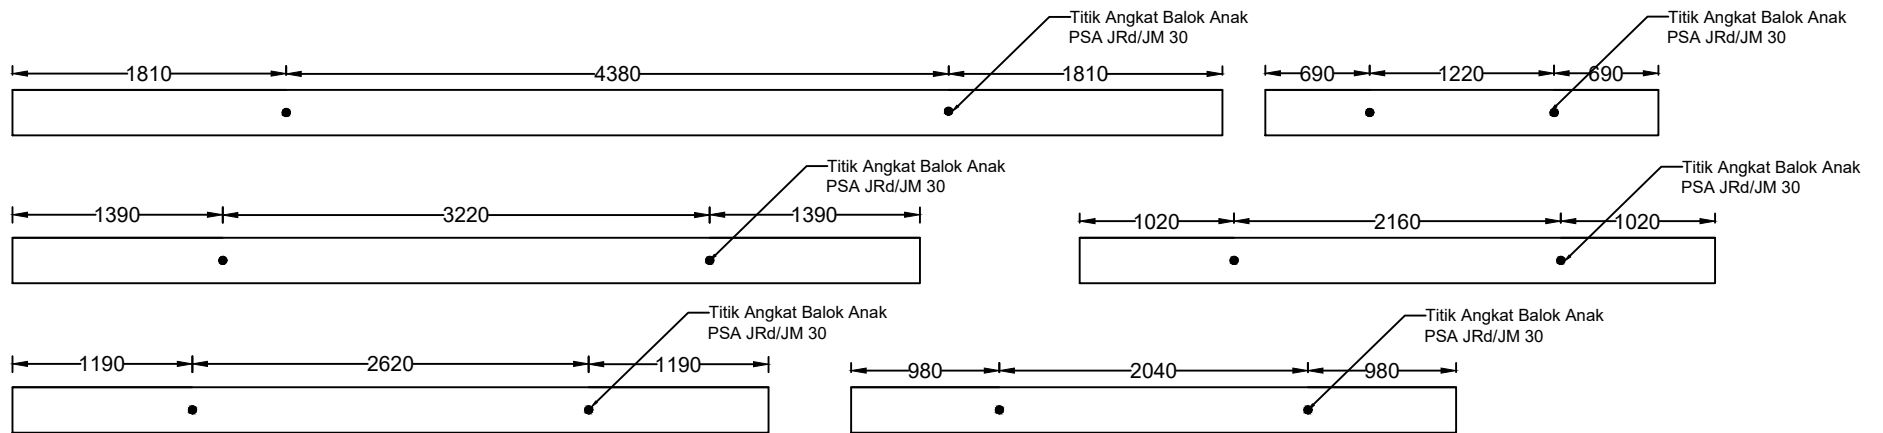 Titik Angkat Balok Anak
PSA JRd/JM 30
1810 4380 1810
Titik Angkat Balok Anak
PSA JRd/JM 30
690 1220 690
Titik Angkat Balok Anak
PSA JRd/JM 30
1390 3220 1390
Titik Angkat Balok Anak
PSA JRd/JM 30
1020 2160 1020
Titik Angkat Balok Anak
PSA JRd/JM 30
1190 2620 1190
Titik Angkat Balok Anak
PSA JRd/JM 30
980 2040 980